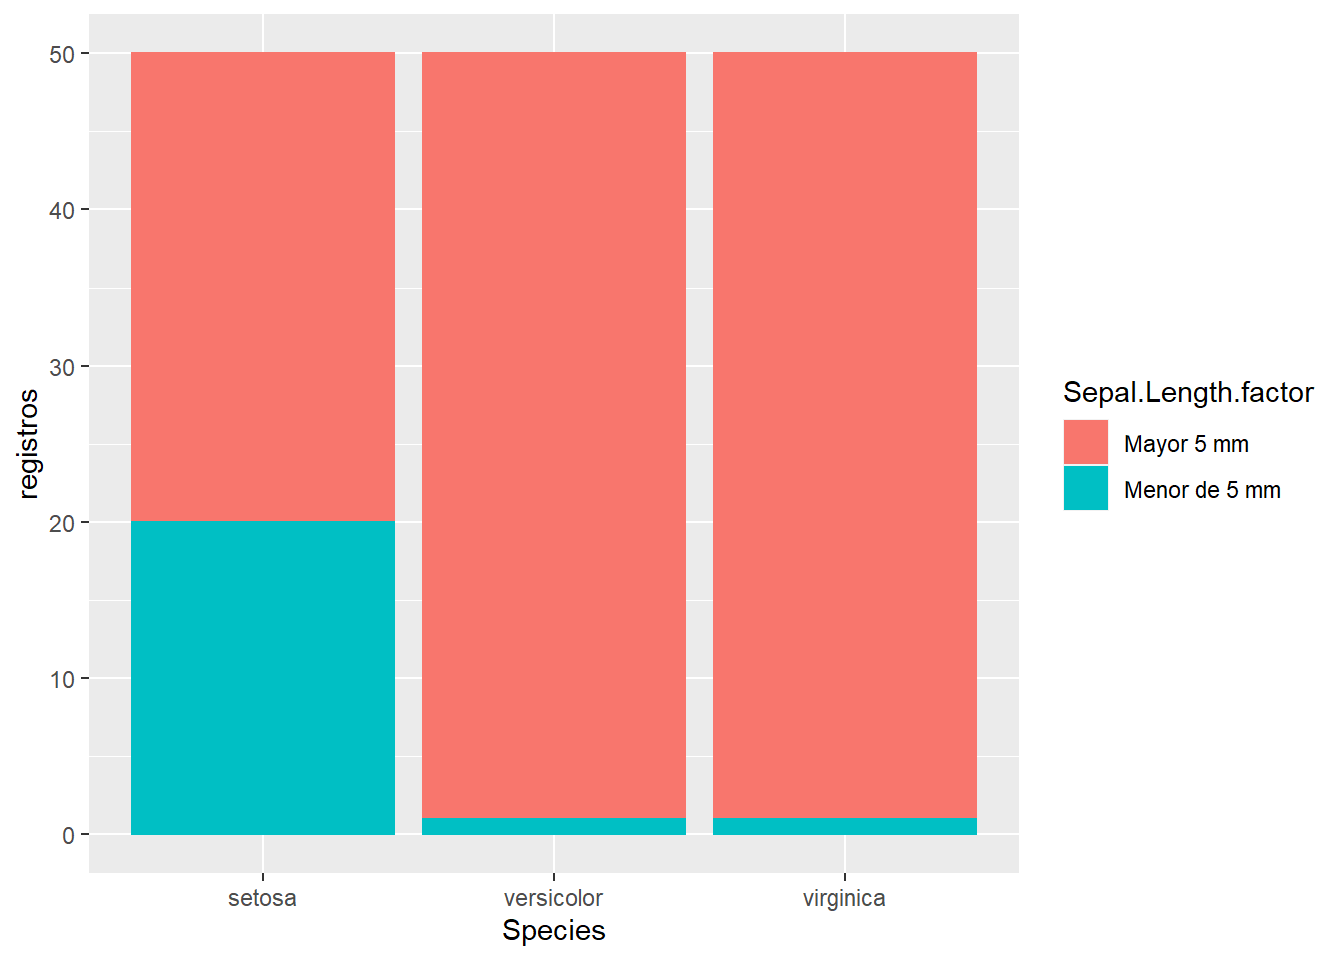 50
40
30
20
10
0
registros
setosa versicolor virginica
Species
Sepal.Length.factor
Mayor 5 mm
Menor de 5 mm